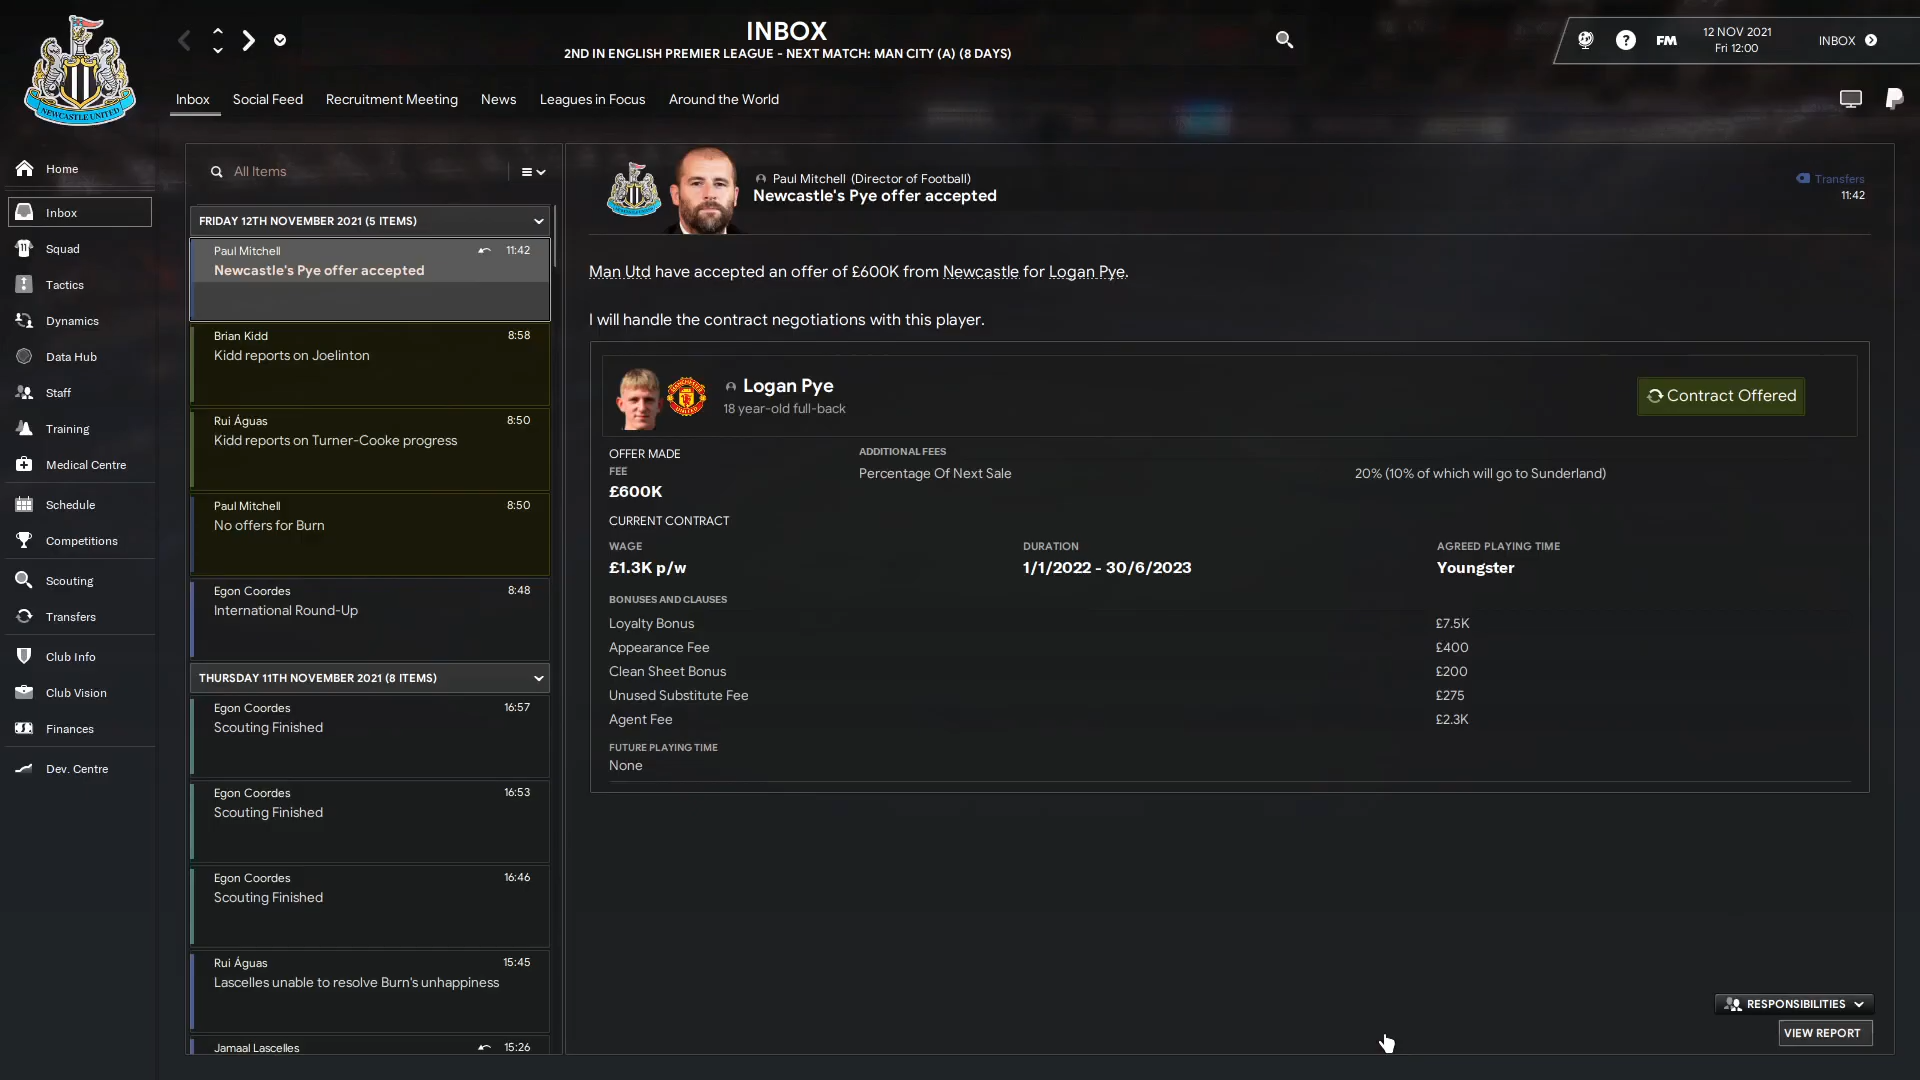 INBOX
2ND IN ENGLISH PREMIER LEAGUE - NEXT MATCH: MAN CITY (A) (8 DAYS)
? FM 12 NOV 2021
Fri 12:00
INBOX
NEWCASTLE UNITED
Inbox Social Feed Recruitment Meeting News Leagues in Focus Around the World
Home
Inbox
Squad
Tactics
Dynamics
Data Hub
Staff
Training
Medical Centre
Schedule
Competitions
Scouting
Transfers
Club Info
Club Vision
Finances
Dev. Centre
All Items
FRIDAY 12TH NOVEMBER 2021 (5 ITEMS)
Paul Mitchell 11:42
Newcastle's Pye offer accepted
Brian Kidd 8:58
Kidd reports on Joelinton
Rui Águas 8:50
Kidd reports on Turner-Cooke progress
Paul Mitchell 8:50
No offers for Burn
Egon Coordes 8:48
International Round-Up
THURSDAY 11TH NOVEMBER 2021 (8 ITEMS)
Egon Coordes 16:57
Scouting Finished
Egon Coordes 16:53
Scouting Finished
Egon Coordes 16:46
Scouting Finished
Rui Águas 15:45
Lascelles unable to resolve Burn's unhappiness
Jamaal Lascelles 15:26
Paul Mitchell (Director of Football)
Newcastle's Pye offer accepted
Transfers
11:42
Man Utd have accepted an offer of £600K from Newcastle for Logan Pye.
I will handle the contract negotiations with this player.
Logan Pye
18 year-old full-back
Contract Offered
OFFER MADE
FEE
£600K
ADDITIONAL FEES
Percentage Of Next Sale 20% (10% of which will go to Sunderland)
CURRENT CONTRACT
WAGE DURATION AGREED PLAYING TIME
£1.3K p/w 1/1/2022 - 30/6/2023 Youngster
BONUSES AND CLAUSES
Loyalty Bonus £7.5K
Appearance Fee £400
Clean Sheet Bonus £200
Unused Substitute Fee £275
Agent Fee £2.3K
FUTURE PLAYING TIME
None
RESPONSIBILITIES
VIEW REPORT